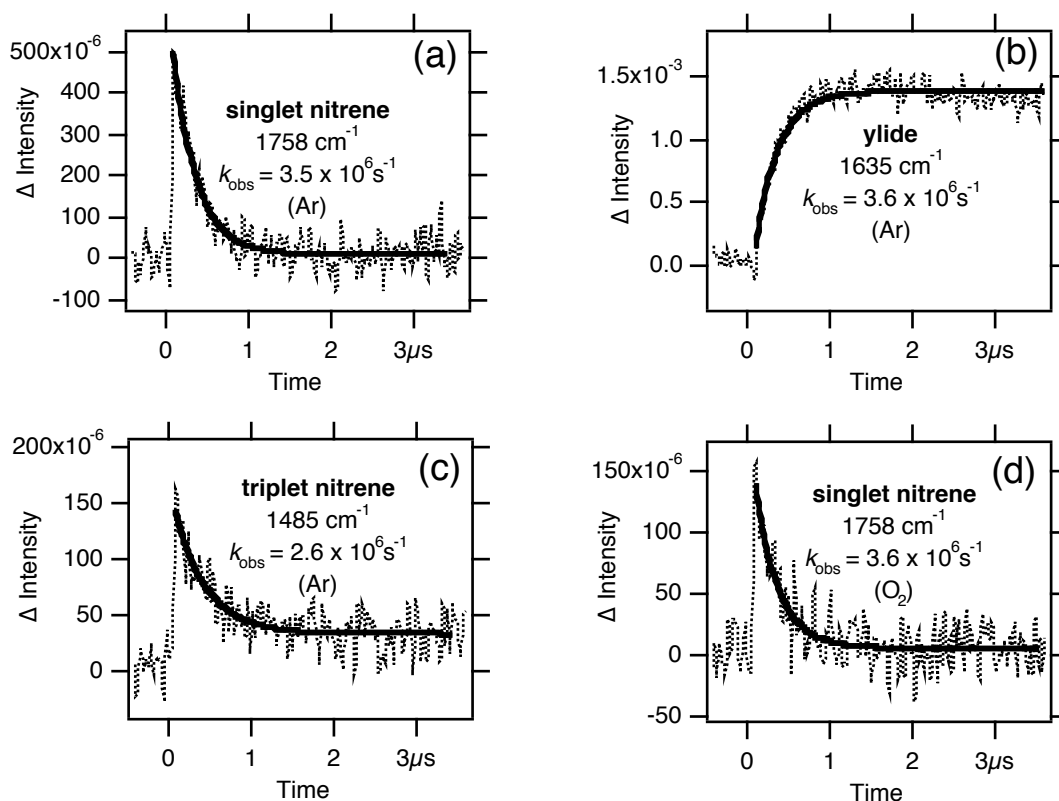 (a)
500x10-6
400
300
200
100
0
-100
Δ Intensity
singlet nitrene
1758 cm-1
kobs = 3.5 x 106s-1
(Ar)
0
1
2
3µs
Time
(b)
1.5x10-3
1.0
0.5
0.0
Δ Intensity
ylide
1635 cm-1
kobs = 3.6 x 106s-1
(Ar)
0
1
2
3µs
Time
(c)
200x10-6
150
100
50
0
Δ Intensity
triplet nitrene
1485 cm-1
kobs = 2.6 x 106s-1
(Ar)
0
1
2
3µs
Time
(d)
150x10-6
100
50
0
-50
Δ Intensity
singlet nitrene
1758 cm-1
kobs = 3.6 x 106s-1
(O2)
0
1
2
3µs
Time